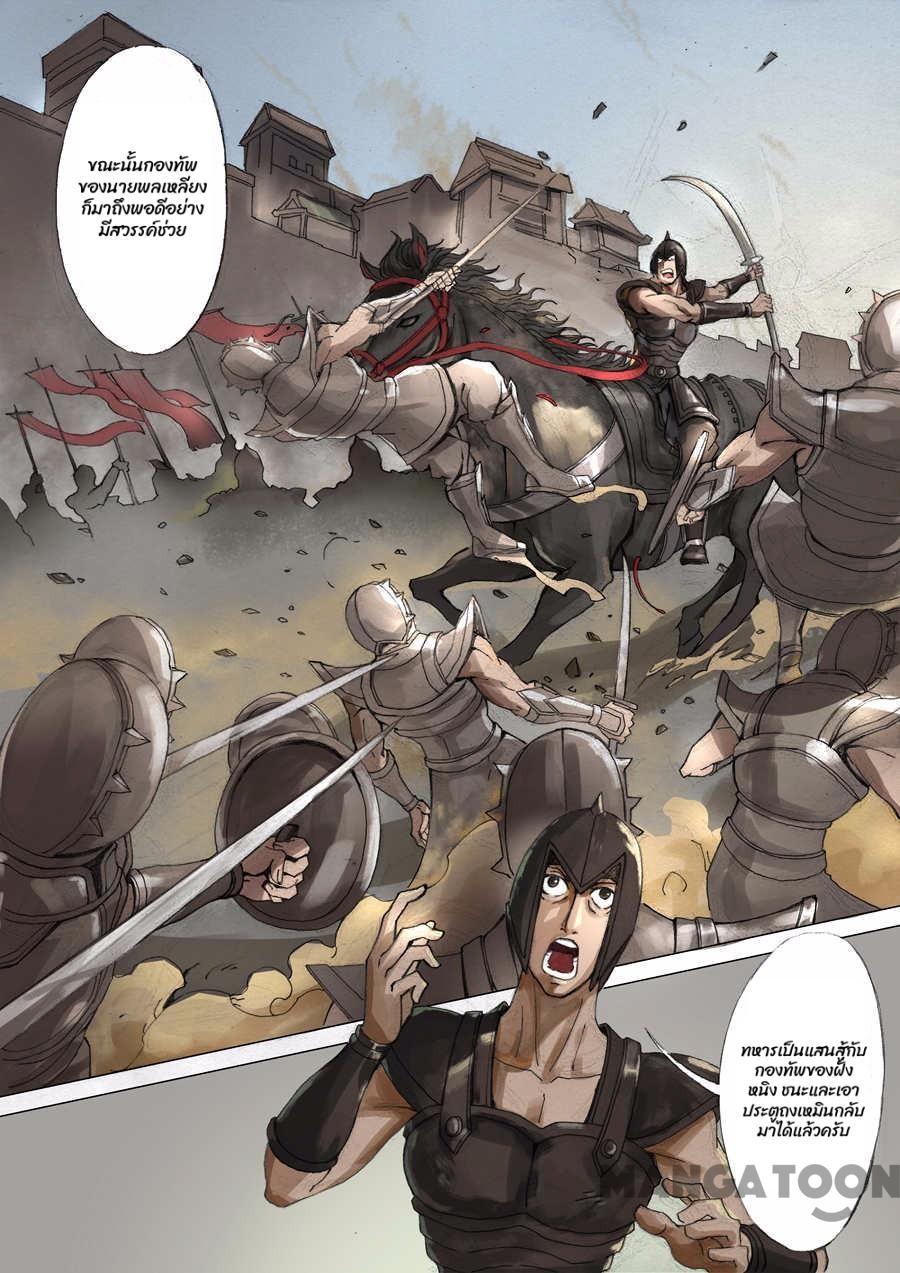 ขณะนั้นกองทัพ
ของนายพลเหลียง
ก็มาถึงพอดีอย่าง
มีสวรรค์ช่วย
ทหารเป็นแสนสู้กับ
กองทัพของฝั่ง
หนิง ชนะและเอา
ประตูถงเหมินกลับ
มาได้แล้วครับ
MANGATOON